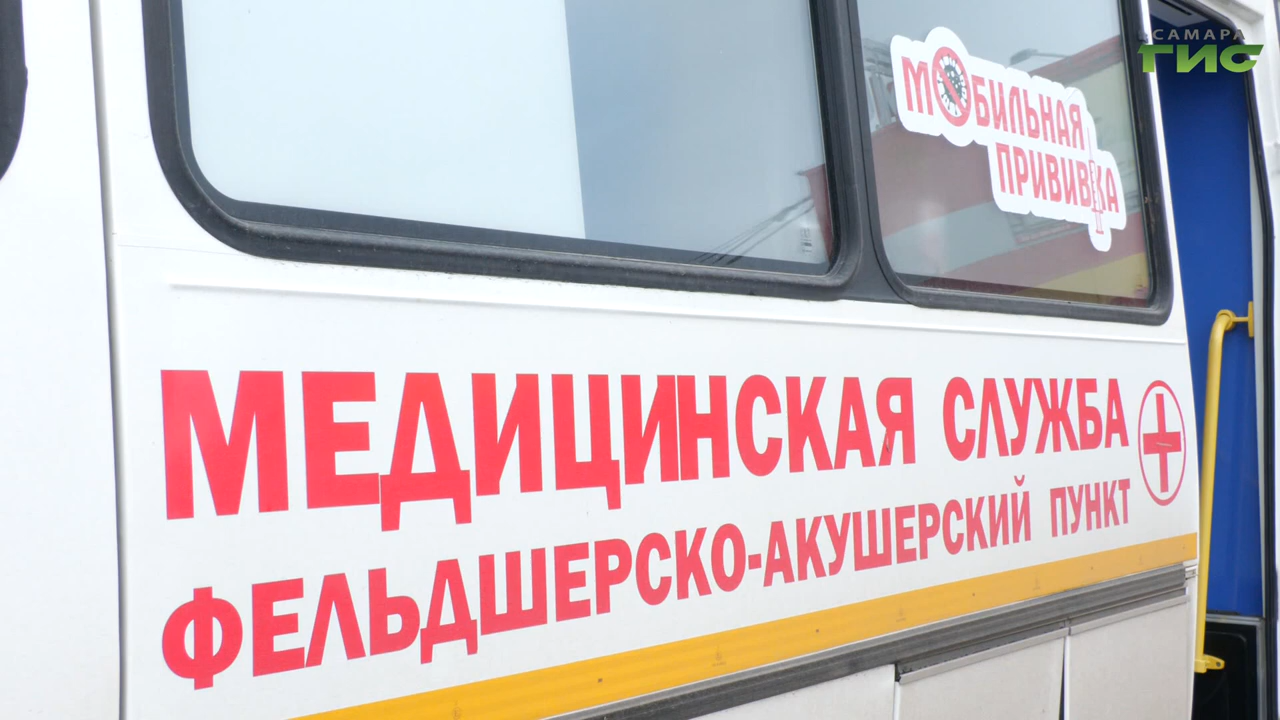 САМАРА
ГИС
МОБИЛЬНАЯ
ПРИВИВКА
МЕДИЦИНСКАЯ СЛУЖБА
ФЕЛЬДШЕРСКО-АКУШЕРСКИЙ ПУНКТ